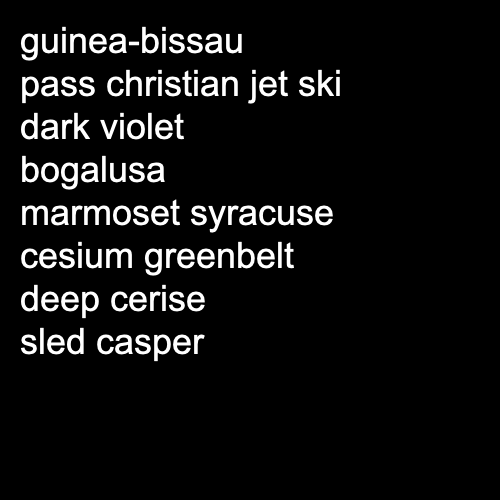 guinea-bissau
pass christian jet ski
dark violet
bogalusa
marmoset syracuse
cesium greenbelt
deep cerise
sled casper